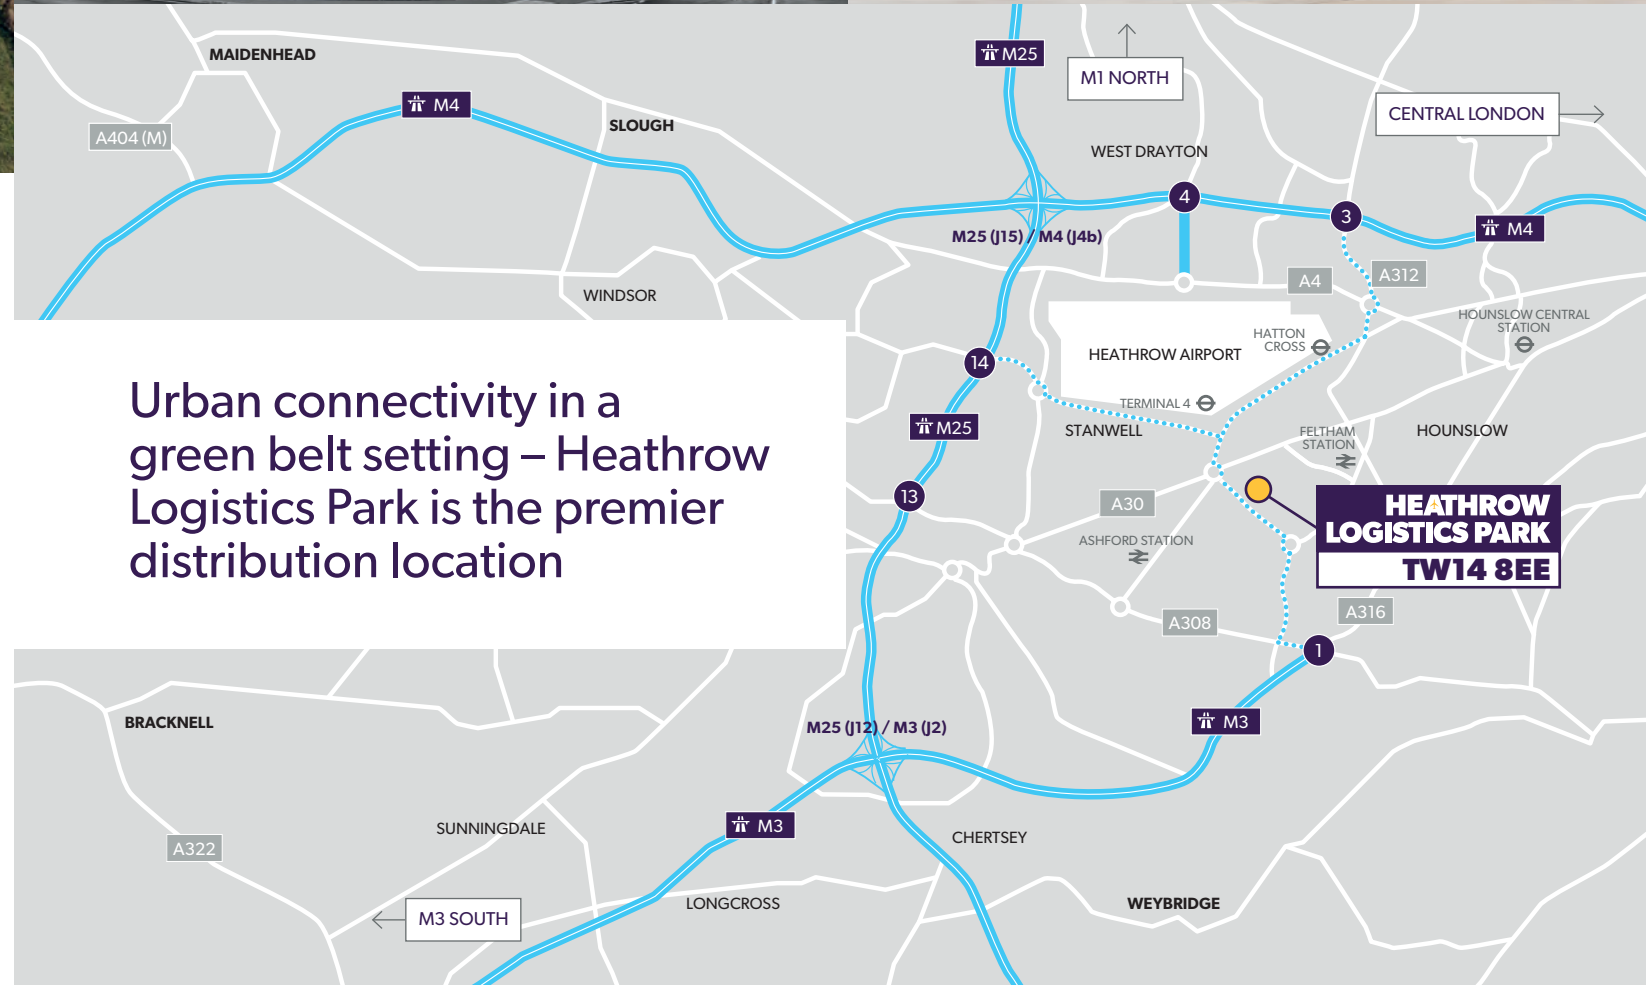 M25
M1 NORTH
MAIDENHEAD
M4
CENTRAL LONDON
SLOUGH
A404 (M)
WEST DRAYTON
4
3
M4
M25 (J15) / M4 (J4b)
A4
A312
WINDSOR
HOUNSLOW CENTRAL
STATION
HATTON
CROSS
HEATHROW AIRPORT
14
TERMINAL 4
Urban connectivity in a
green belt setting – Heathrow
Logistics Park is the premier
distribution location
M25
STANWELL
FELTHAM
STATION
HOUNSLOW
13
A30
HEATHROW
LOGISTICS PARK
TW14 8EE
ASHFORD STATION
A308
A316
1
BRACKNELL
M25 (J12) / M3 (J2)
M3
M3
SUNNINGDALE
CHERTSEY
A322
LONGCROSS
WEYBRIDGE
M3 SOUTH